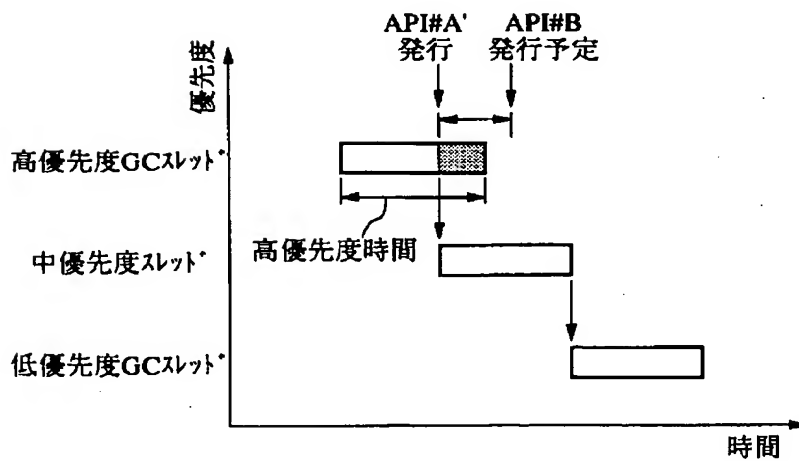 API#A'
発行
API#B
発行予定
優先度
高優先度GCｽﾚｯﾄﾞ
高優先度時間
中優先度ｽﾚｯﾄﾞ
低優先度GCｽﾚｯﾄﾞ
時間